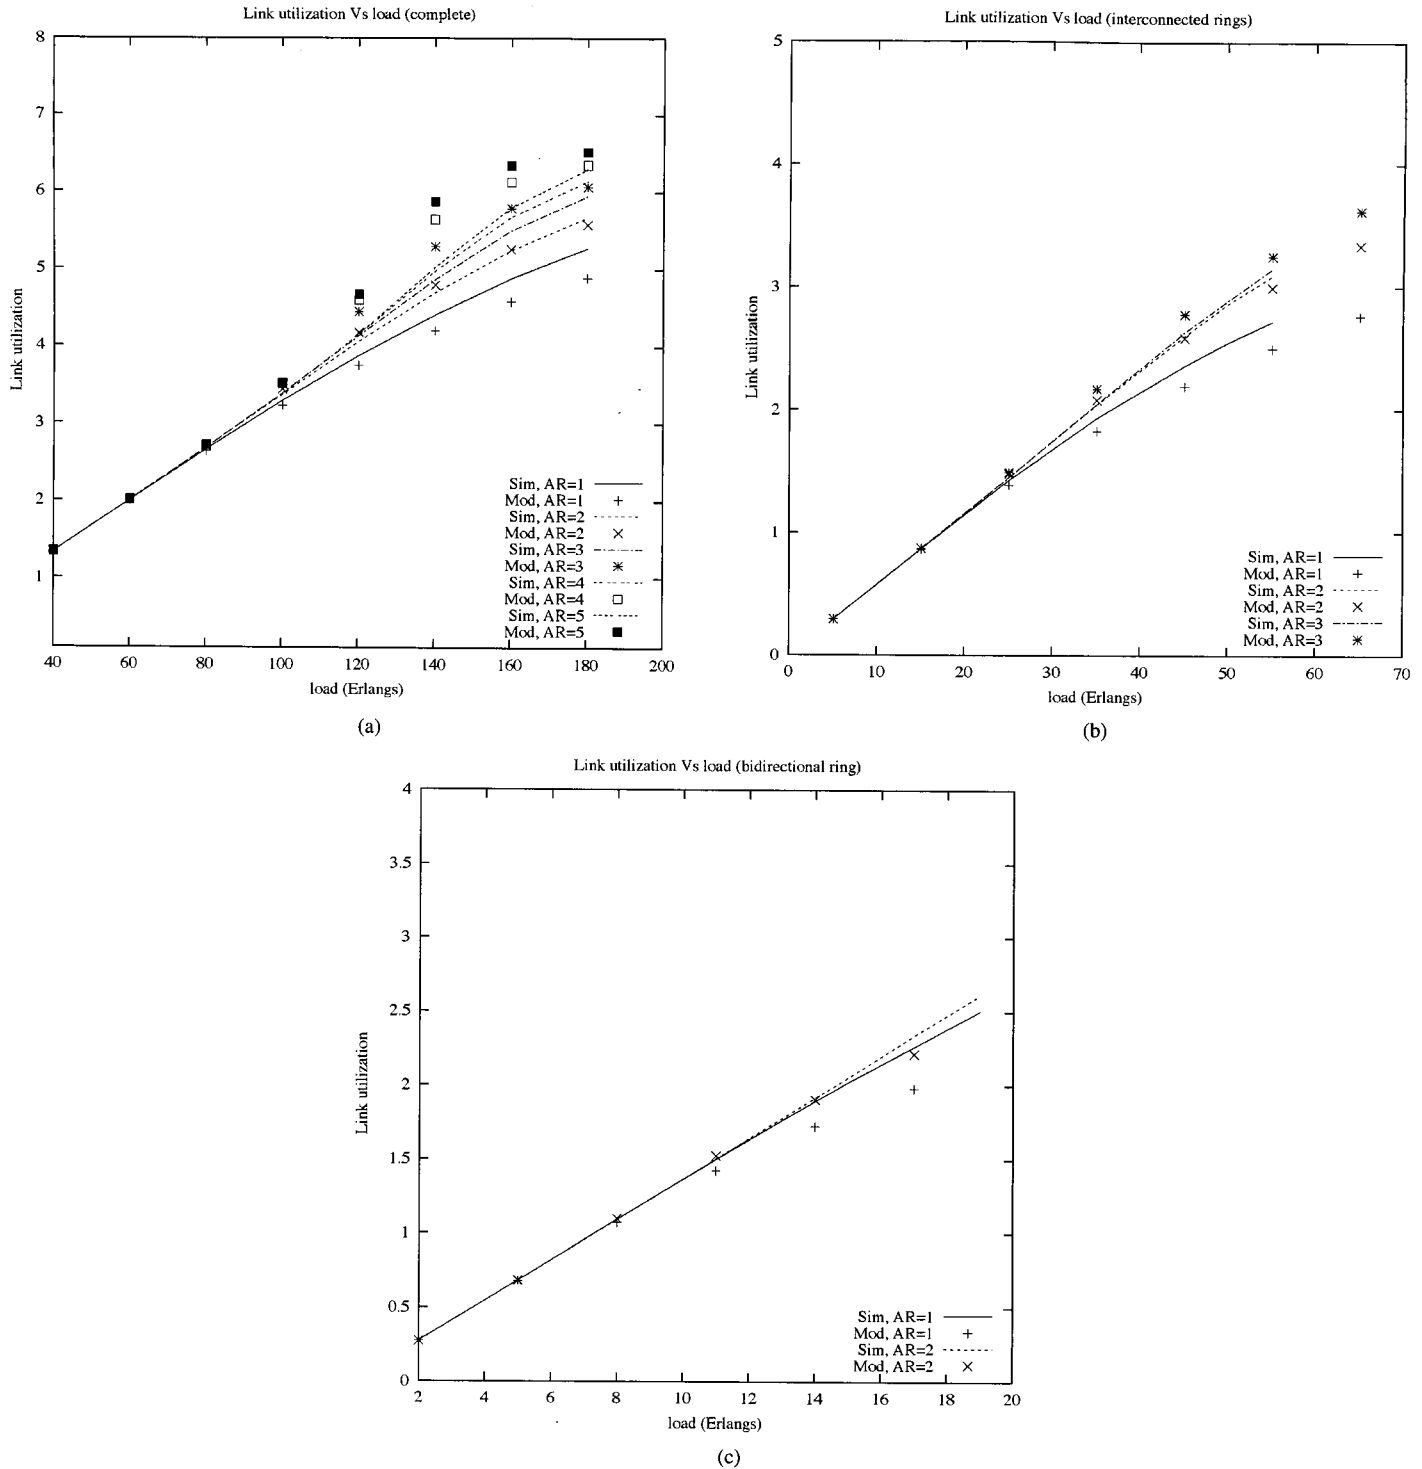 Link utilization Vs load (complete)
8
7
6
5
4
3
2
1
Link utilization
Sim, AR=1
Mod, AR=1
Sim, AR=2
Mod, AR=2
Sim, AR=3
Mod, AR=3
Sim, AR=4
Mod, AR=4
Sim, AR=5
Mod, AR=5
40 60 80 100 120 140 160 180 200
load (Erlangs)
(a)
Link utilization Vs load (interconnected rings)
5
4
3
2
1
0
Link utilization
Sim, AR=1
Mod, AR=1
Sim, AR=2
Mod, AR=2
Sim, AR=3
Mod, AR=3
0 10 20 30 40 50 60 70
load (Erlangs)
(b)
Link utilization Vs load (bidirectional ring)
4
3.5
3
2.5
2
1.5
1
0.5
0
Link utilization
Sim, AR=1
Mod, AR=1
Sim, AR=2
Mod, AR=2
2 4 6 8 10 12 14 16 18 20
load (Erlangs)
(c)